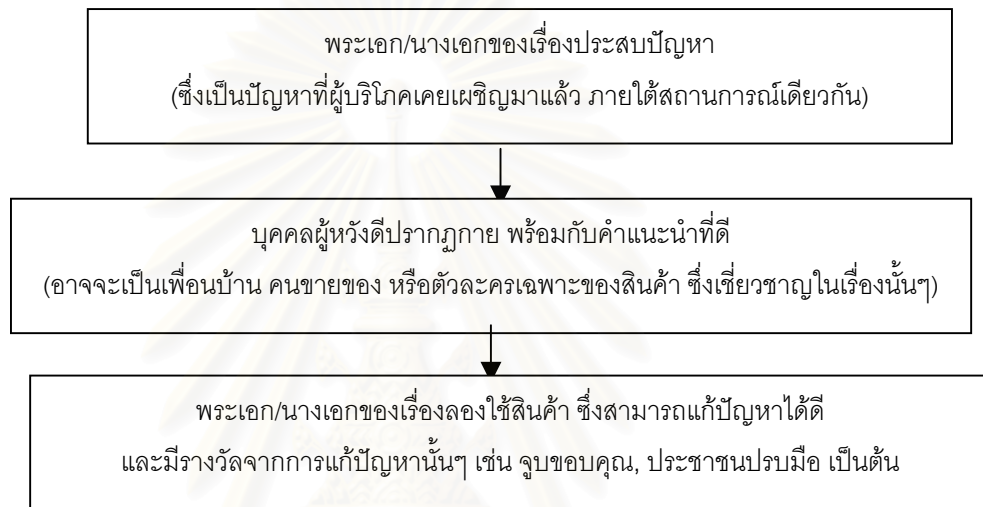 พระเอก/นางเอกของเรื่องประสบปัญหา
(ซึ่งเป็นปัญหาที่ผู้บริโภคเคยเผชิญมาแล้ว ภายใต้สถานการณ์เดียวกัน)
บุคคลผู้หวังดีปรากฏกาย พร้อมกับคำแนะนำที่ดี
(อาจจะเป็นเพื่อนบ้าน คนขายของ หรือตัวละครเฉพาะของสินค้า ซึ่งเชี่ยวชาญในเรื่องนั้นๆ)
พระเอก/นางเอกของเรื่องลองใช้สินค้า ซึ่งสามารถแก้ปัญหาได้ดี
และมีรางวัลจากการแก้ปัญหานั้นๆ เช่น จูบขอบคุณ, ประชาชนปรบมือ เป็นต้น